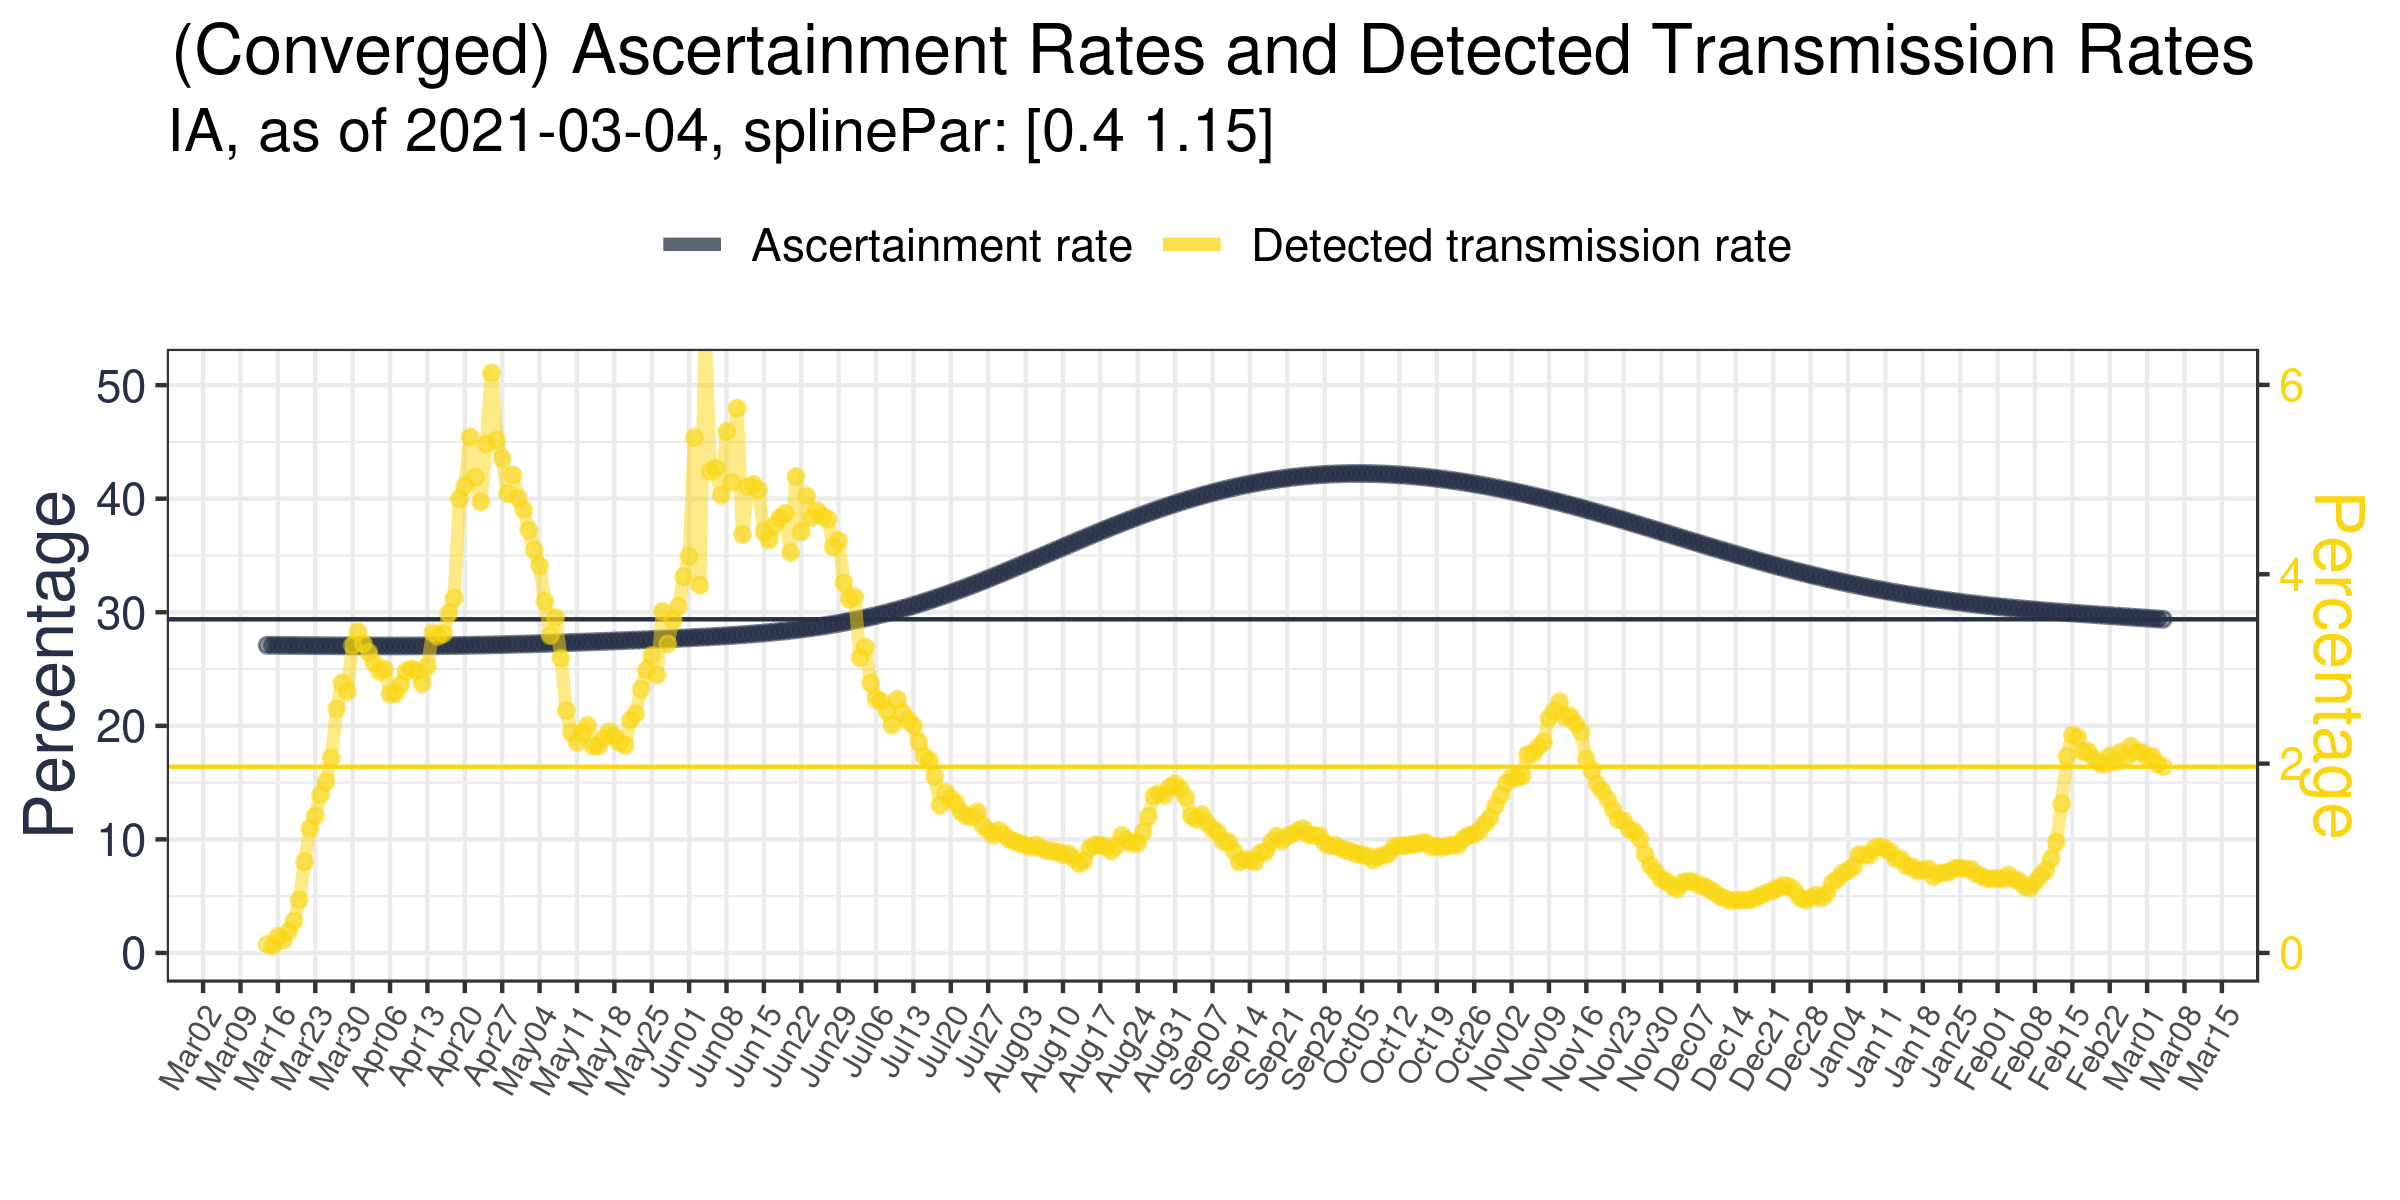 (Converged) Ascertainment Rates and Detected Transmission Rates
IA, as of 2021-03-04, splinePar: [0.4 1.15]
Ascertainment rate Detected transmission rate
Percentage
50
40
30
20
10
0
6
4
2
0
Percentage
Mar02 Mar09 Mar16 Mar23 Mar30 Apr06 Apr13 Apr20 Apr27 May04 May11 May18 May25 Jun01 Jun08 Jun15 Jun22 Jun29 Jul06 Jul13 Jul20 Jul27 Aug03 Aug10 Aug17 Aug24 Aug31 Sep07 Sep14 Sep21 Sep28 Oct05 Oct12 Oct19 Oct26 Nov02 Nov09 Nov16 Nov23 Nov30 Dec07 Dec14 Dec21 Dec28 Jan04 Jan11 Jan18 Jan25 Feb01 Feb08 Feb15 Feb22 Mar01 Mar08 Mar15